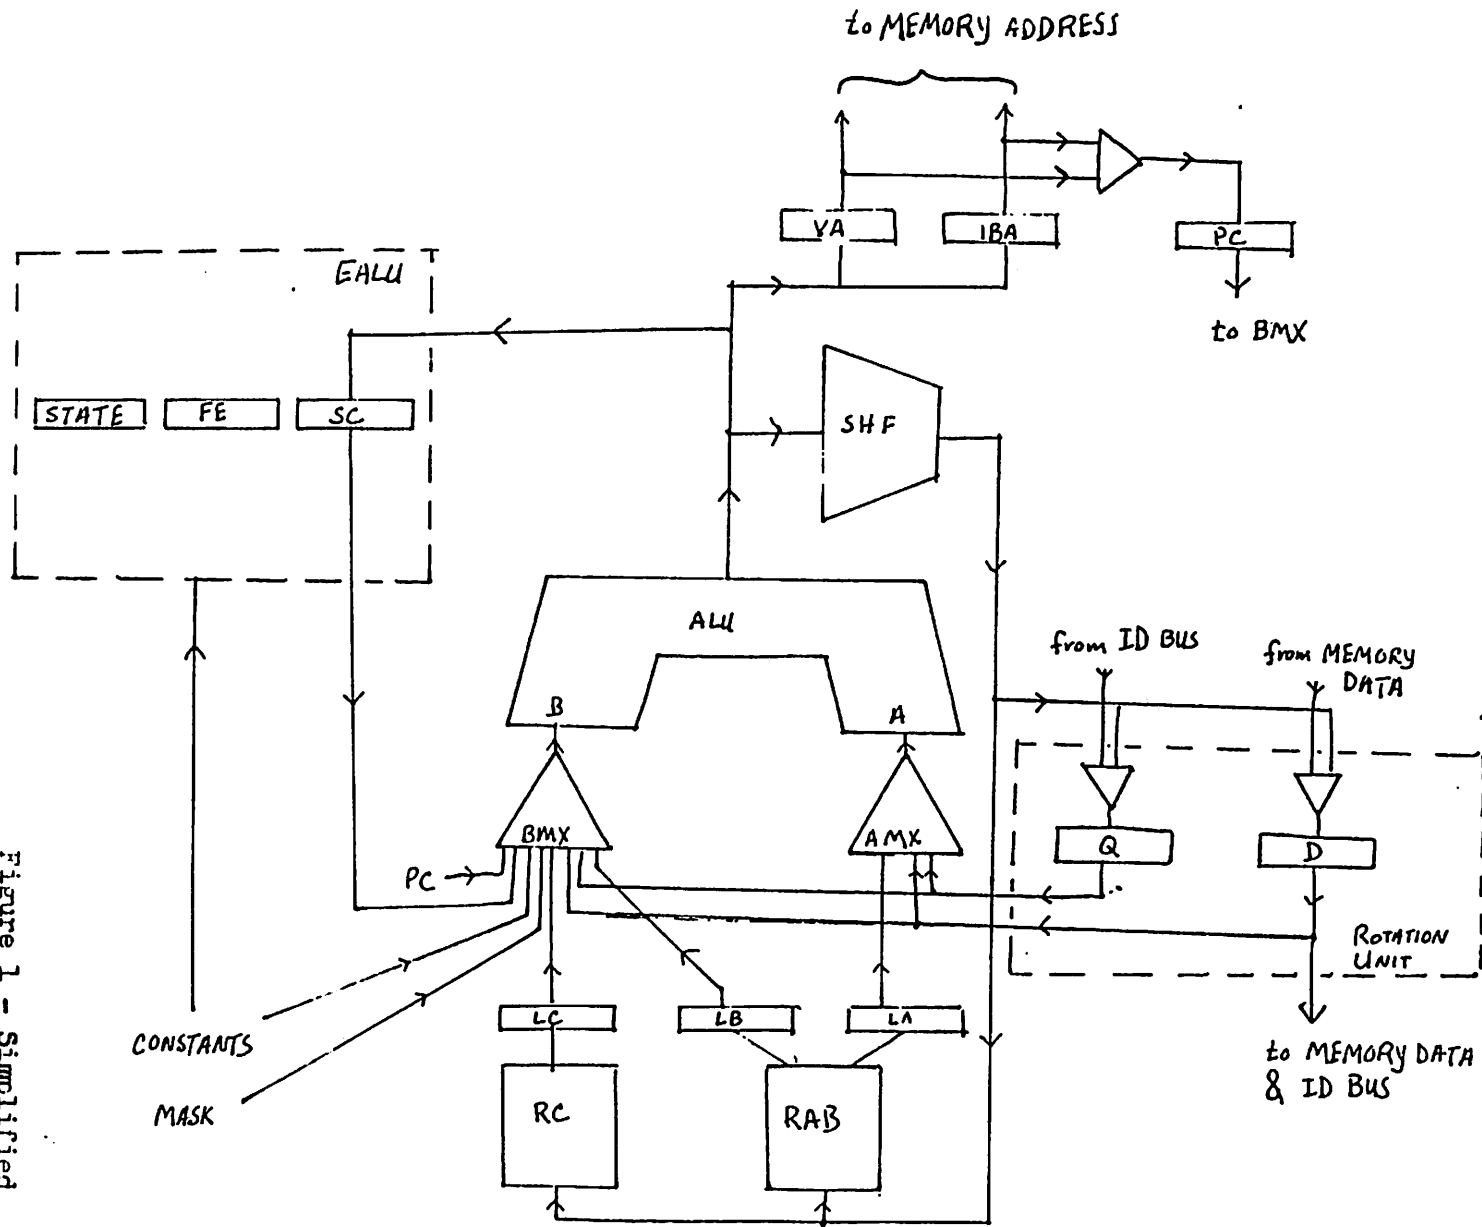 to MEMORY ADDRESS
VA
IBA
PC
to BMX
EALU
STATE
FE
SC
SHF
ALU
B
A
from ID BUS
from MEMORY
DATA
BMX
AMX
PC
Q
D
ROTATION
UNIT
LC
LB
LA
CONSTANTS
MASK
RC
RAB
to MEMORY DATA
& ID BUS
Figure 1 - Simplified